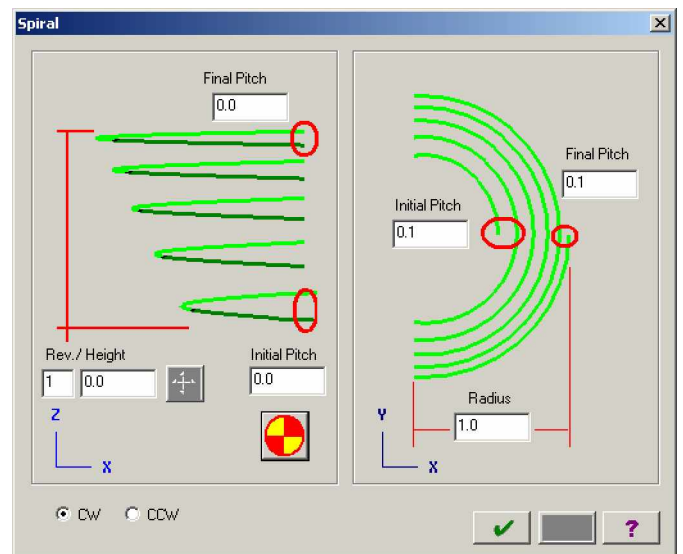 Spiral
Final Pitch
0.0
Rev./ Height
1 0.0
Initial Pitch
0.0
Z
X
Final Pitch
0.1
Initial Pitch
0.1
Radius
1.0
Y
X
CW CCW
?